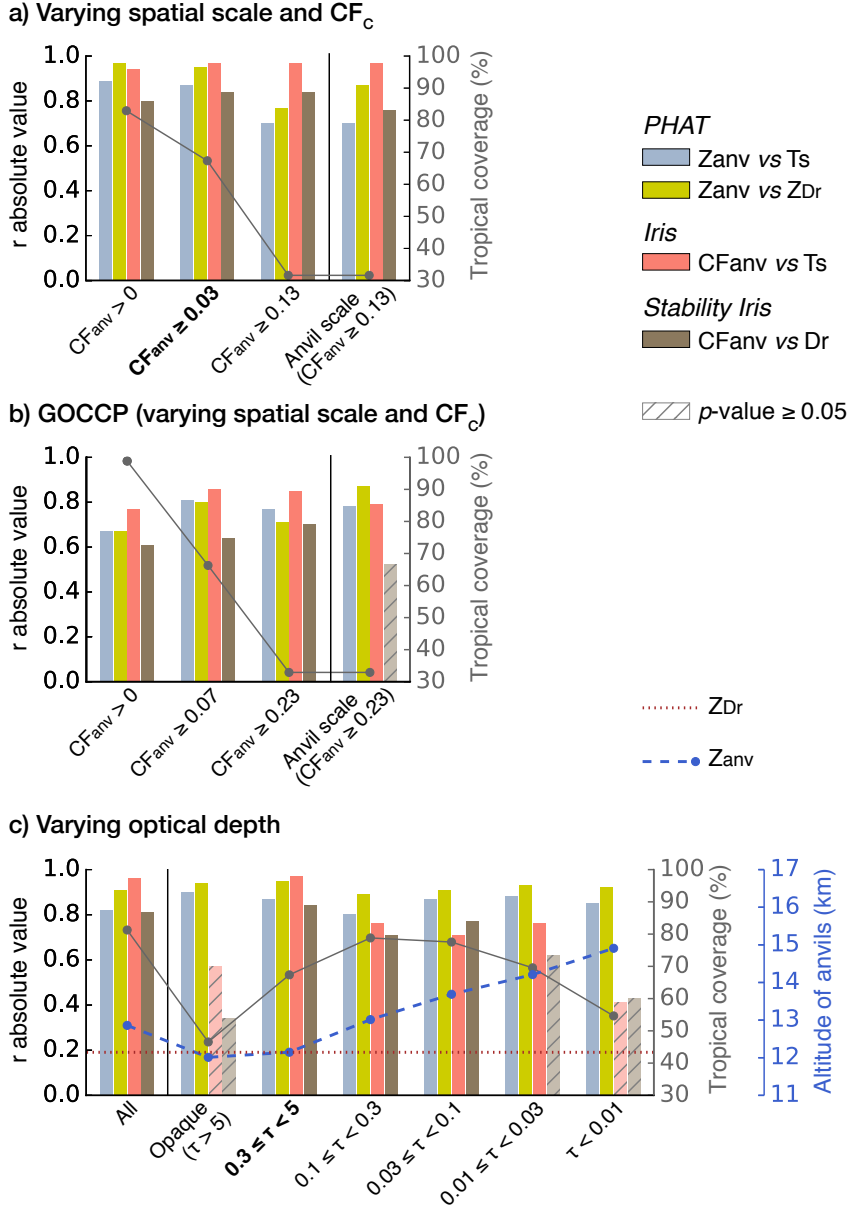 a) Varying spatial scale and CFc
r absolute value
1.0
0.8
0.6
0.4
0.2
0.0
100
90
80
70
60
50
40
30
Tropical coverage (%)
CFanv > 0
CFanv ≥ 0.03
CFanv ≥ 0.13
Anvil scale
(CFanv ≥ 0.13)
PHAT
Zanv vs Ts
Zanv vs ZDr
Iris
CFanv vs Ts
Stability Iris
CFanv vs Dr
p-value ≥ 0.05
b) GOCCP (varying spatial scale and CFc)
r absolute value
1.0
0.8
0.6
0.4
0.2
0.0
100
90
80
70
60
50
40
30
Tropical coverage (%)
CFanv > 0
CFanv ≥ 0.07
CFanv ≥ 0.23
Anvil scale
(CFanv ≥ 0.23)
ZDr
Zanv
c) Varying optical depth
r absolute value
1.0
0.8
0.6
0.4
0.2
0.0
100
90
80
70
60
50
40
30
Tropical coverage (%)
17
16
15
14
13
12
11
Altitude of anvils (km)
All
Opaque
(τ > 5)
0.3 ≤ τ < 5
0.1 ≤ τ < 0.3
0.03 ≤ τ < 0.1
0.01 ≤ τ < 0.03
τ < 0.01